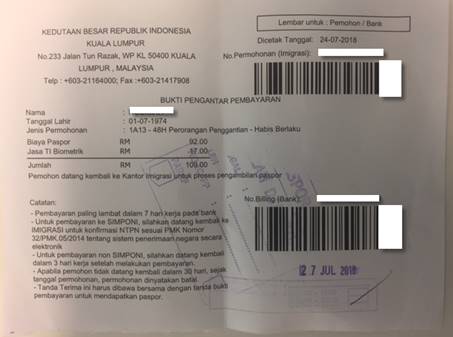 KEDUTAAN BESAR REPUBLIK INDONESIA
KUALA LUMPUR
No.233 Jalan Tun Razak, WP KL 50400 KUALA
LUMPUR , MALAYSIA
Telp : +603-21164000; Fax :+603-21417908
Lembar untuk : Pemohon / Bank
Dicetak Tanggal: 24-07-2018
No.Permohonan (Imigrasi):
BUKTI PENGANTAR PEMBAYARAN
Nama :
Tanggal Lahir : 01-07-1974
Jenis Permohonan : 1A13 - 48H Perorangan Penggantian - Habis Berlaku
Biaya Paspor RM 92.00
Jasa TI Biometrik RM 17.00
Jumlah RM 109.00
Pemohon datang kembali ke Kantor Imigrasi untuk proses pengambilan paspor
No.Billing (Bank):
Catatan:
- Pembayaran paling lambat dalam 7 hari kerja pada bank
- Untuk pembayaran ke SIMPONI, silahkan datang kembali ke
IMIGRASI untuk konfirmasi NTPN sesuai PMK Nomor
32/PMK.05/2014 tentang sistem penerimaan negara secara
elektronik
- Untuk pembayaran non SIMPONI, silahkan datang kembali
dalam 3 hari kerja setelah melakukan pembayaran.
- Apabila pemohon tidak datang kembali dalam 30 hari, sejak
tanggal permohonan, permohonan dinyatakan batal
- Tanda Terima ini harus dibawa bersama dengan tanda bukti
pembayaran untuk mendapatkan paspor.
27 JUL 2018